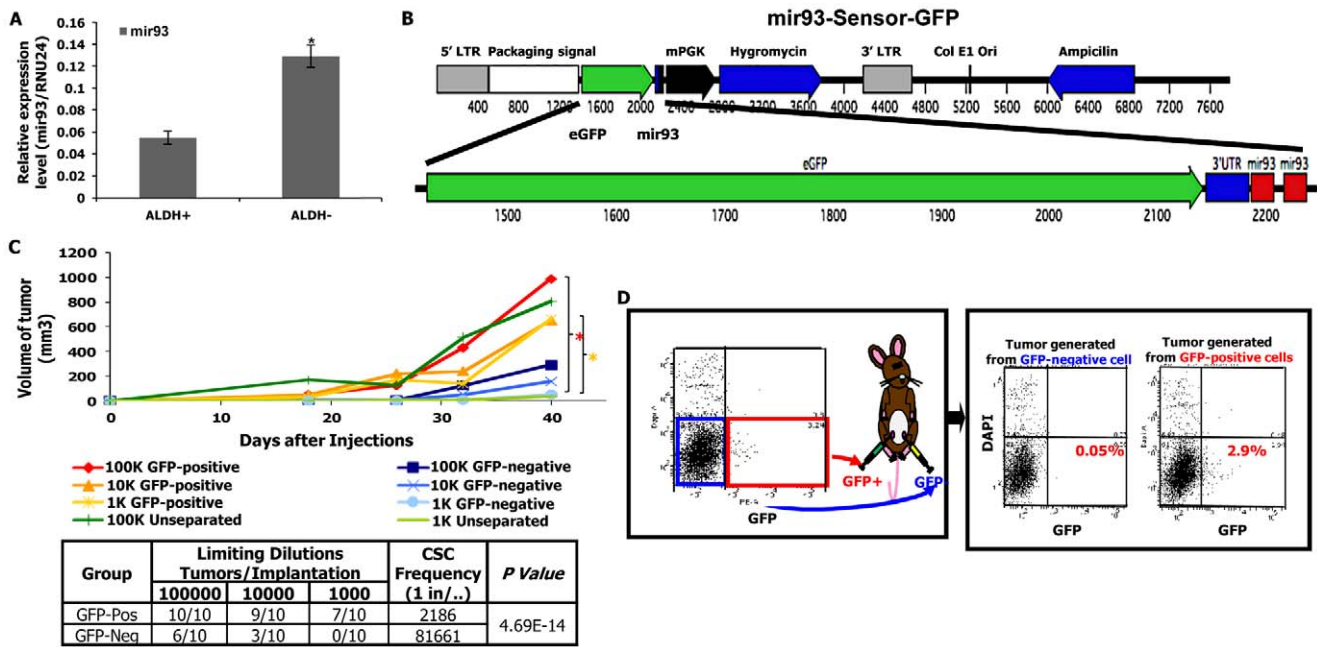 A
mir93
Relative expression
level (mir93/RNU24)
0.16
0.14
0.12
0.1
0.08
0.06
0.04
0.02
0
*
ALDH+ ALDH-
B
mir93-Sensor-GFP
5' LTR Packaging signal mPGK Hygromycin 3' LTR Col E1 Ori Ampicilin
400 800 1200 1600 2000 2400 2800 3200 3600 4000 4400 4800 5200 5600 6000 6400 6800 7200 7600
eGFP mir93
eGFP 3'UTR mir93 mir93
1500 1600 1700 1800 1900 2000 2100 2200
C
Volume of tumor
(mm3)
1200
1000
800
600
400
200
0
0 10 20 30 40
* *
Days after Injections
100K GFP-positive 100K GFP-negative
10K GFP-positive 10K GFP-negative
1K GFP-positive 1K GFP-negative
100K Unseparated 1K Unseparated
Group Limiting Dilutions Tumors/Implantation CSC Frequency (1 in/..) P Value
100000 10000 1000
GFP-Pos 10/10 9/10 7/10 2186 4.69E-14
GFP-Neg 6/10 3/10 0/10 81661
D
3.24
GFP
GFP+ GFP-
Tumor generated
from GFP-negative cell
DAPI
0.05%
GFP
Tumor generated
from GFP-positive cells
2.9%
GFP